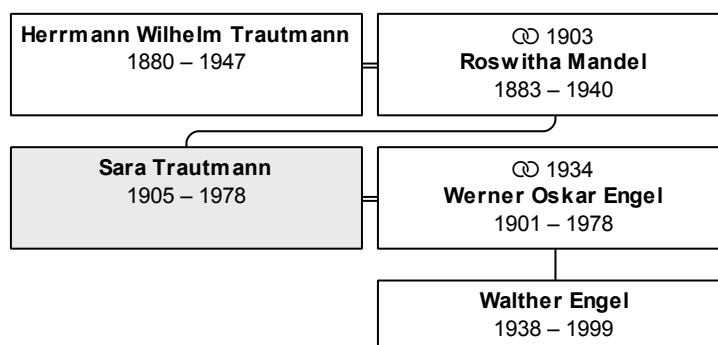 Herrmann Wilhelm Trautmann
1880 – 1947
⚭ 1903
Roswitha Mandel
1883 – 1940
Sara Trautmann
1905 – 1978
⚭ 1934
Werner Oskar Engel
1901 – 1978
Walther Engel
1938 – 1999